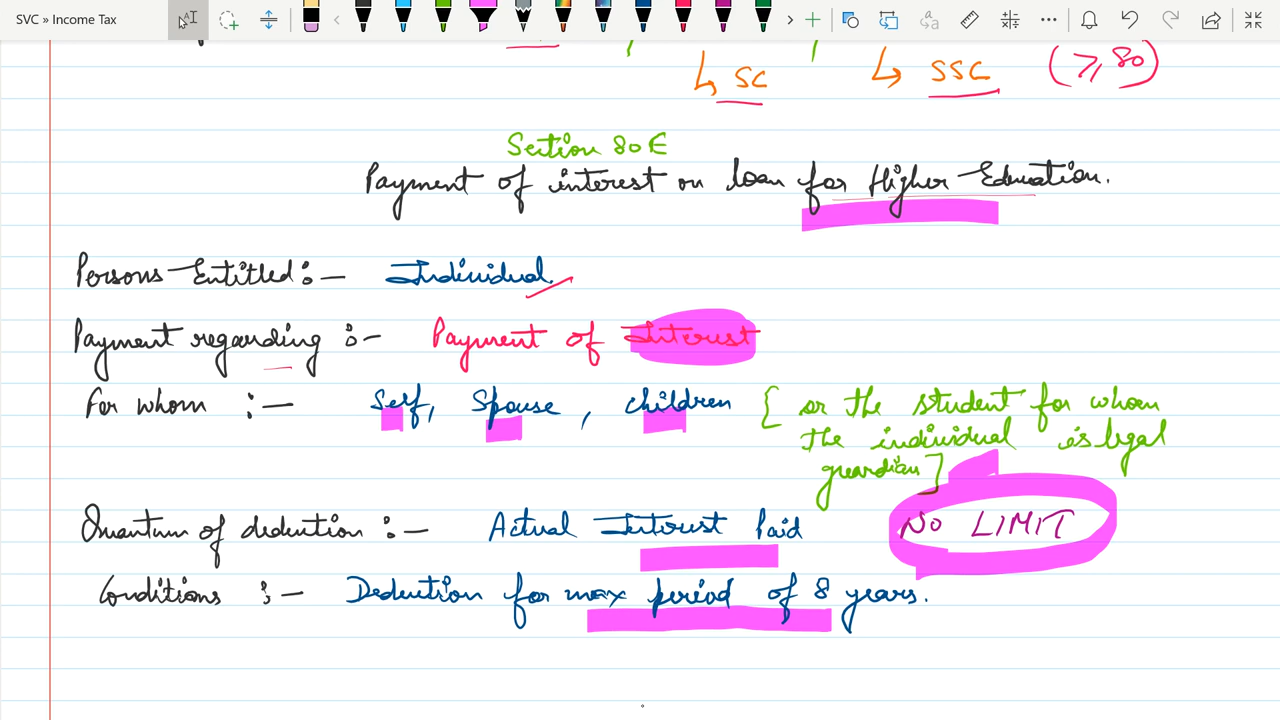 SVC » Income Tax
↳ SC ↳ SSC (≥80)
Section 80E
Payment of interest on loan for Higher Education.
Persons Entitled :- Individual.
Payment regarding :- Payment of Interest
For whom :- Self, Spouse, children [or the student for whom
the individual is legal
guardian]
Quantum of deduction :- Actual Interest Paid NO LIMIT
Conditions :- Deduction for max period of 8 years.